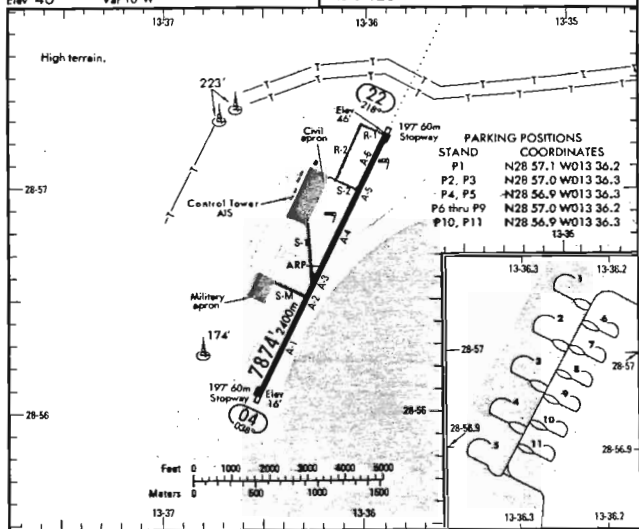 Elev 46' Var 10°W
13-37 13-36 13-35
High terrain.
223'
22
218°
Elev
46'
197' 60m
Stopway
R-1
R-2
A-6
Civil
apron
S-2
A-5
PARKING POSITIONS
STAND COORDINATES
P1 N28 57.1 W013 36.2
P2, P3 N28 57.0 W013 36.3
P4, P5 N28 56.9 W013 36.3
P6 thru P9 N28 57.0 W013 36.2
P10, P11 N28 56.9 W013 36.3
28-57
Control Tower
AIS
A-4
S-1
ARP
A-3
Military
apron
S-M
A-2
174'
7874' 2400m
A-1
197' 60m
Stopway
Elev
16'
04
038°
28-56
28-56
Feet 0 1000 2000 3000 4000 5000
Meters 0 500 1000 1500
13-37 13-36
13-35
13-36.3 13-36.2
1
2
6
7
28-57
28-57
3
8
9
4
10
28-56.9
28-56.9
5
11
13-36.3 13-36.2